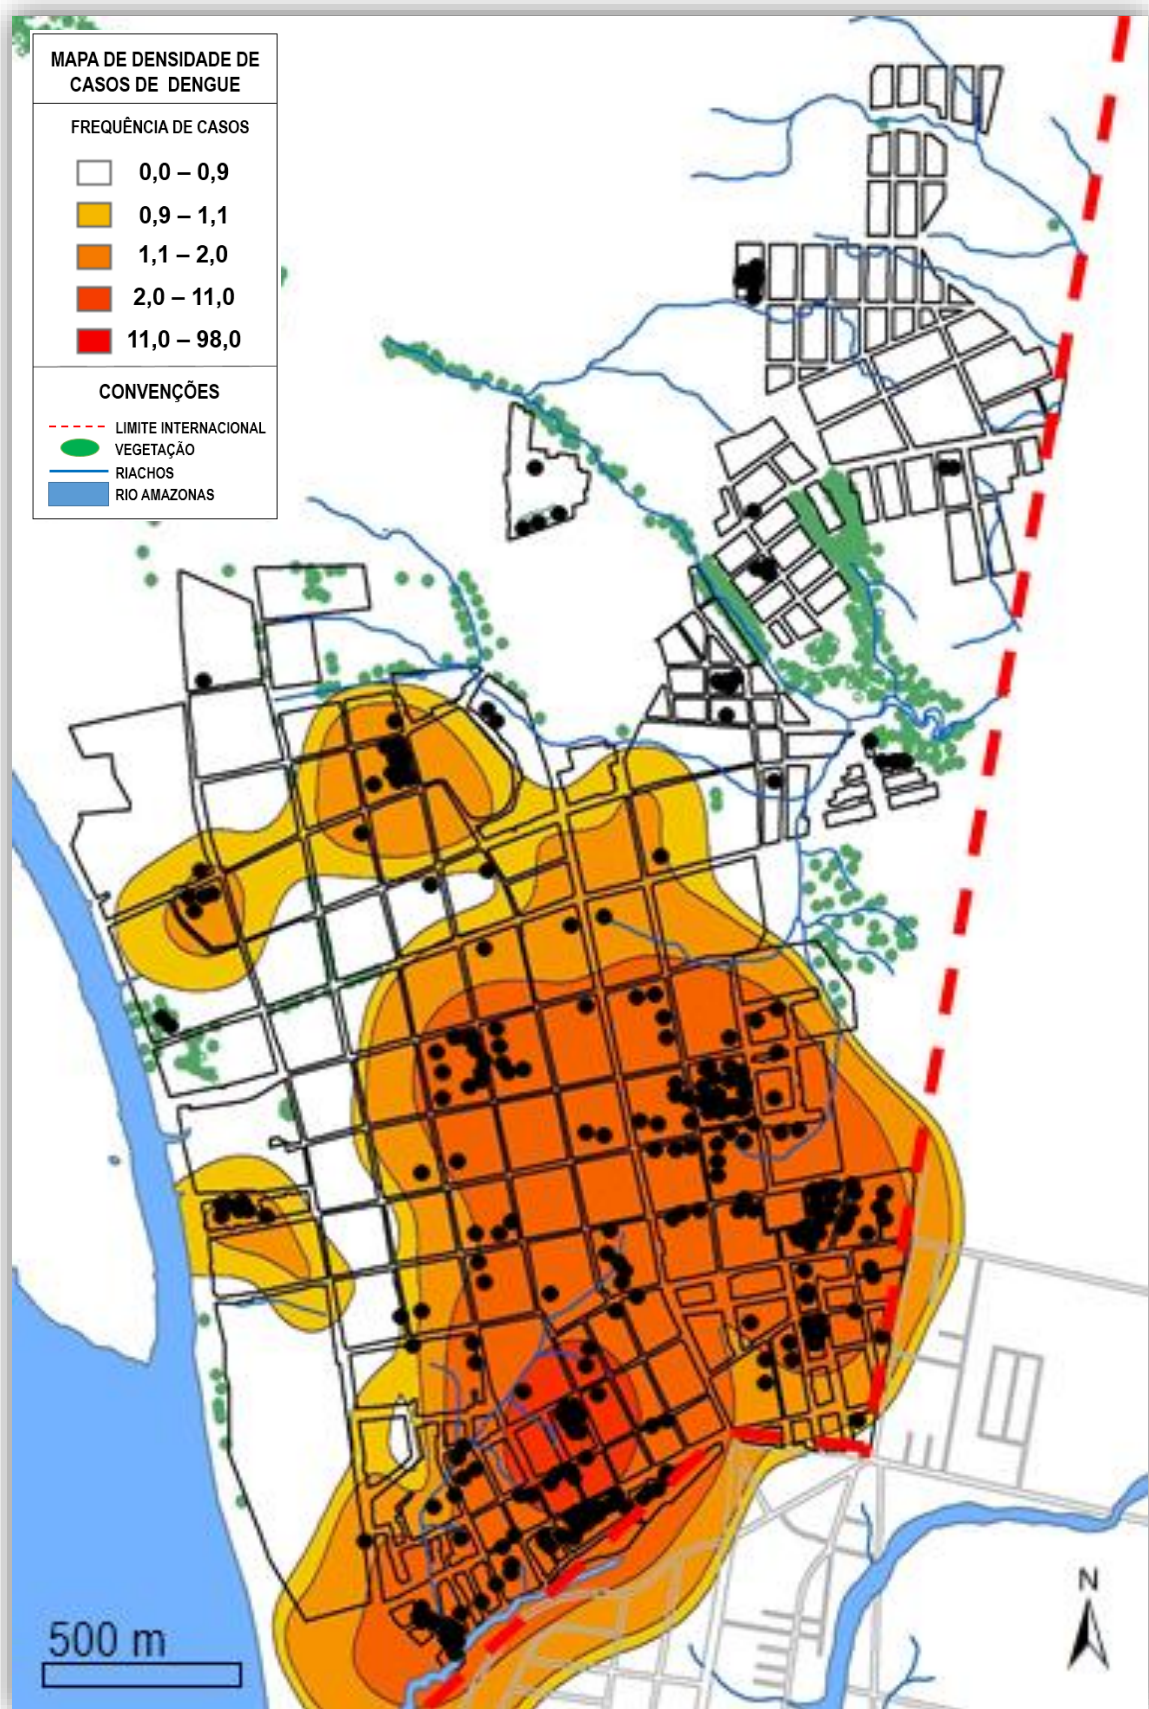 MAPA DE DENSIDADE DE
CASOS DE DENGUE
FREQUÊNCIA DE CASOS
0,0 – 0,9
0,9 – 1,1
1,1 – 2,0
2,0 – 11,0
11,0 – 98,0
CONVENÇÕES
LIMITE INTERNACIONAL
VEGETAÇÃO
RIACHOS
RIO AMAZONAS
500 m
N